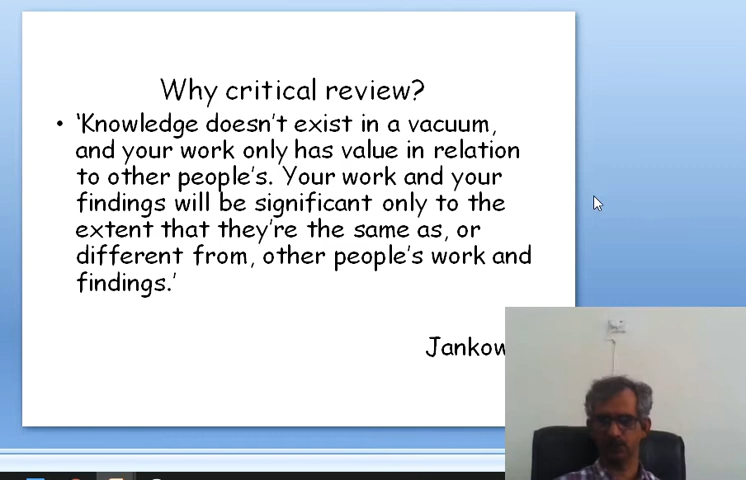 Why critical review?
• ‘Knowledge doesn't exist in a vacuum,
and your work only has value in relation
to other people's. Your work and your
findings will be significant only to the
extent that they're the same as, or
different from, other people's work and
findings.’